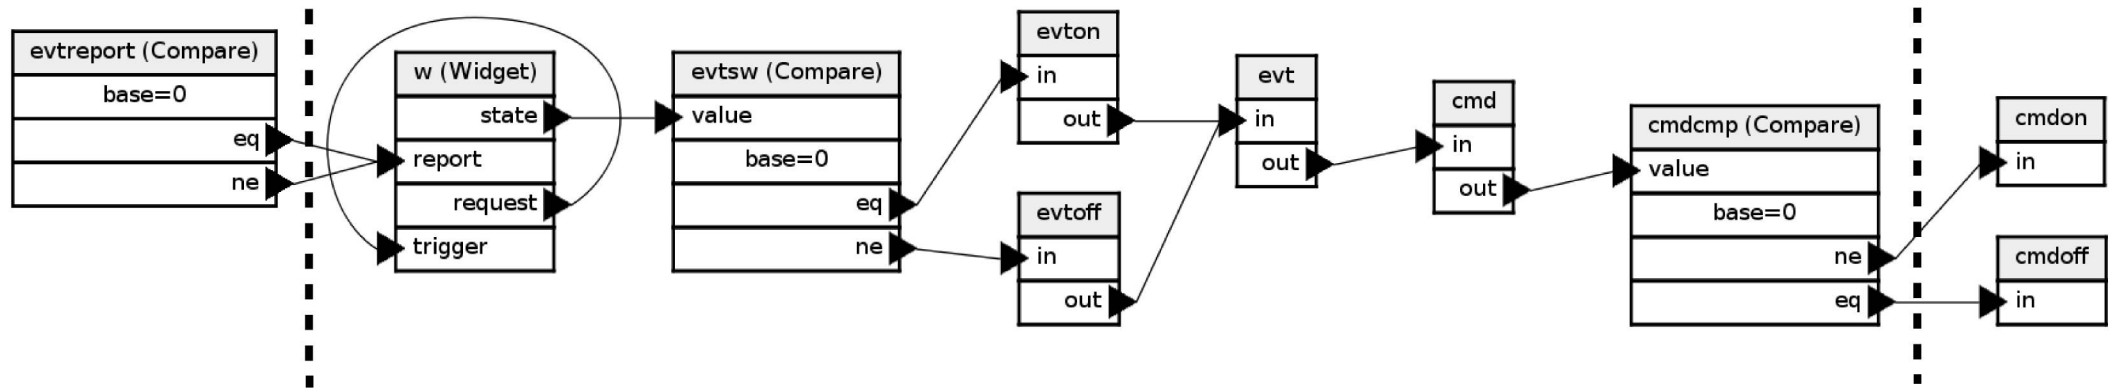 evtreport (Compare)
base=0
eq
ne
w (Widget)
state
report
request
trigger
evtsw (Compare)
value
base=0
eq
ne
evton
in
out
evtoff
in
out
evt
in
out
cmd
in
out
cmdcmp (Compare)
value
base=0
ne
eq
cmdon
in
cmdoff
in